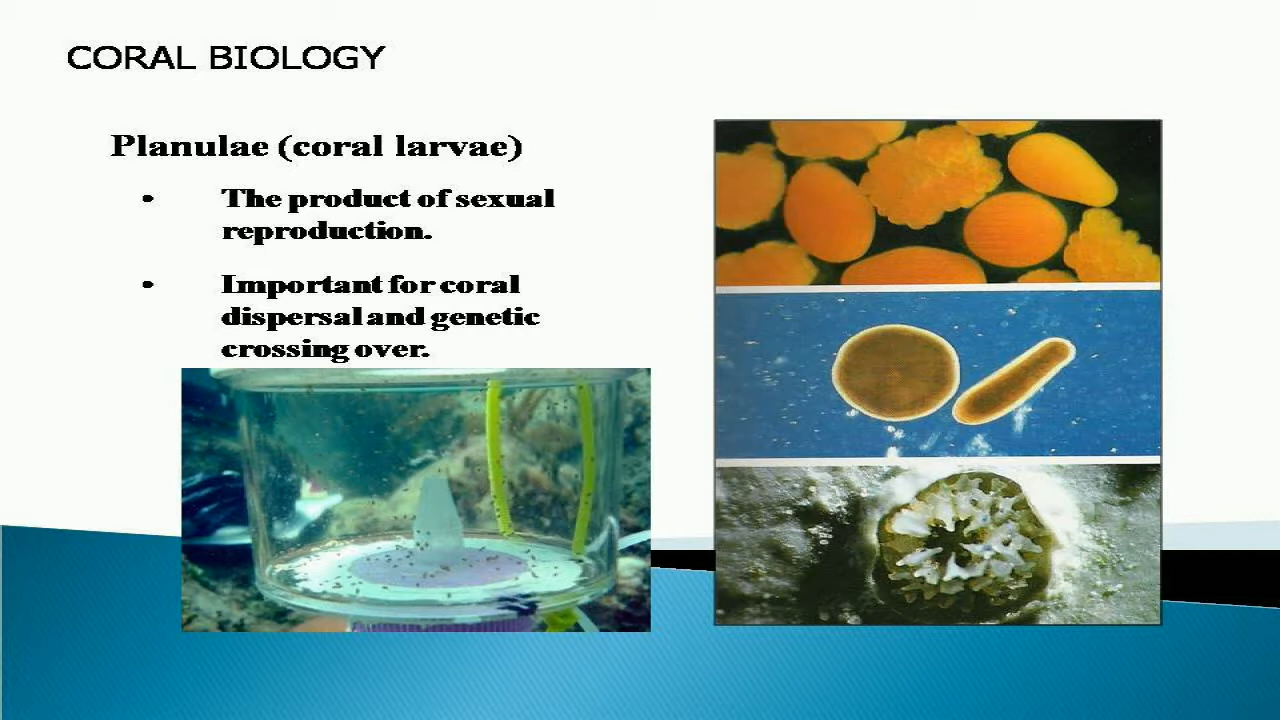 CORAL BIOLOGY
Planulae (coral larvae)
• The product of sexual
reproduction.
• Important for coral
dispersal and genetic
crossing over.